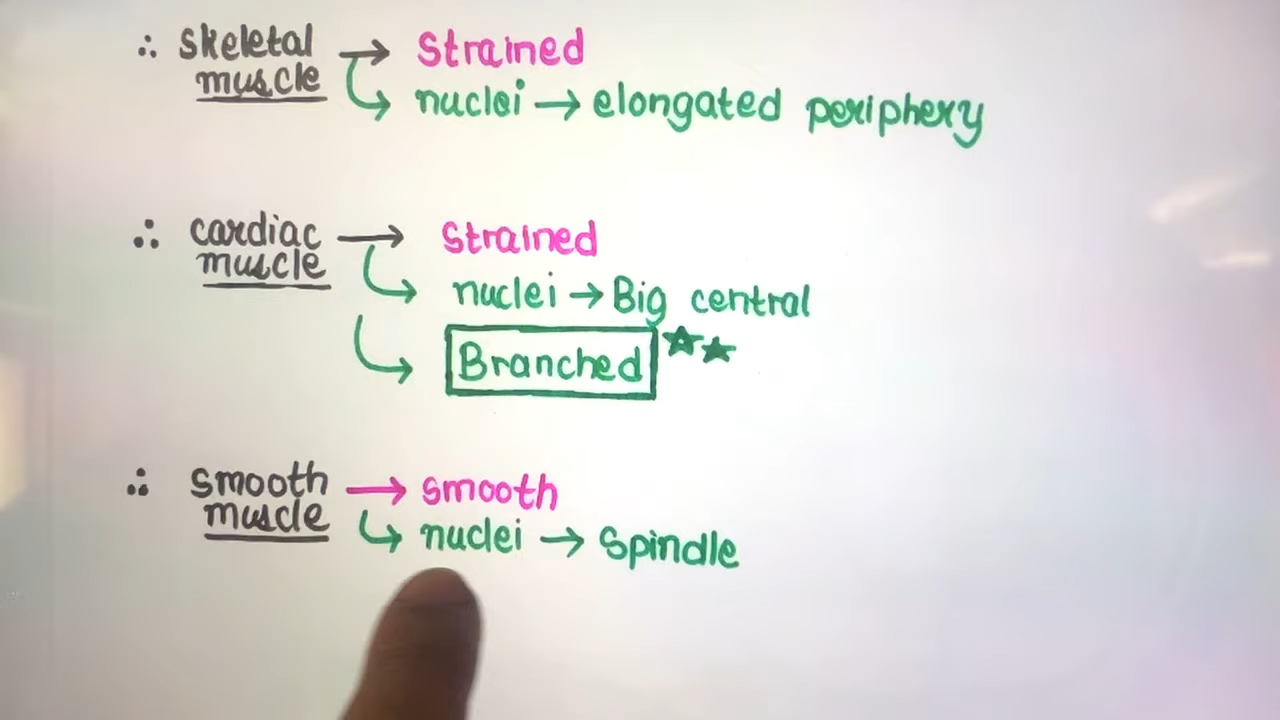 ∴ Skeletal muscle → Strained
↳ nuclei → elongated periphery
∴ cardiac muscle → Strained
↳ nuclei → Big central
↳ Branched ★★
∴ smooth muscle → smooth
↳ nuclei → Spindle